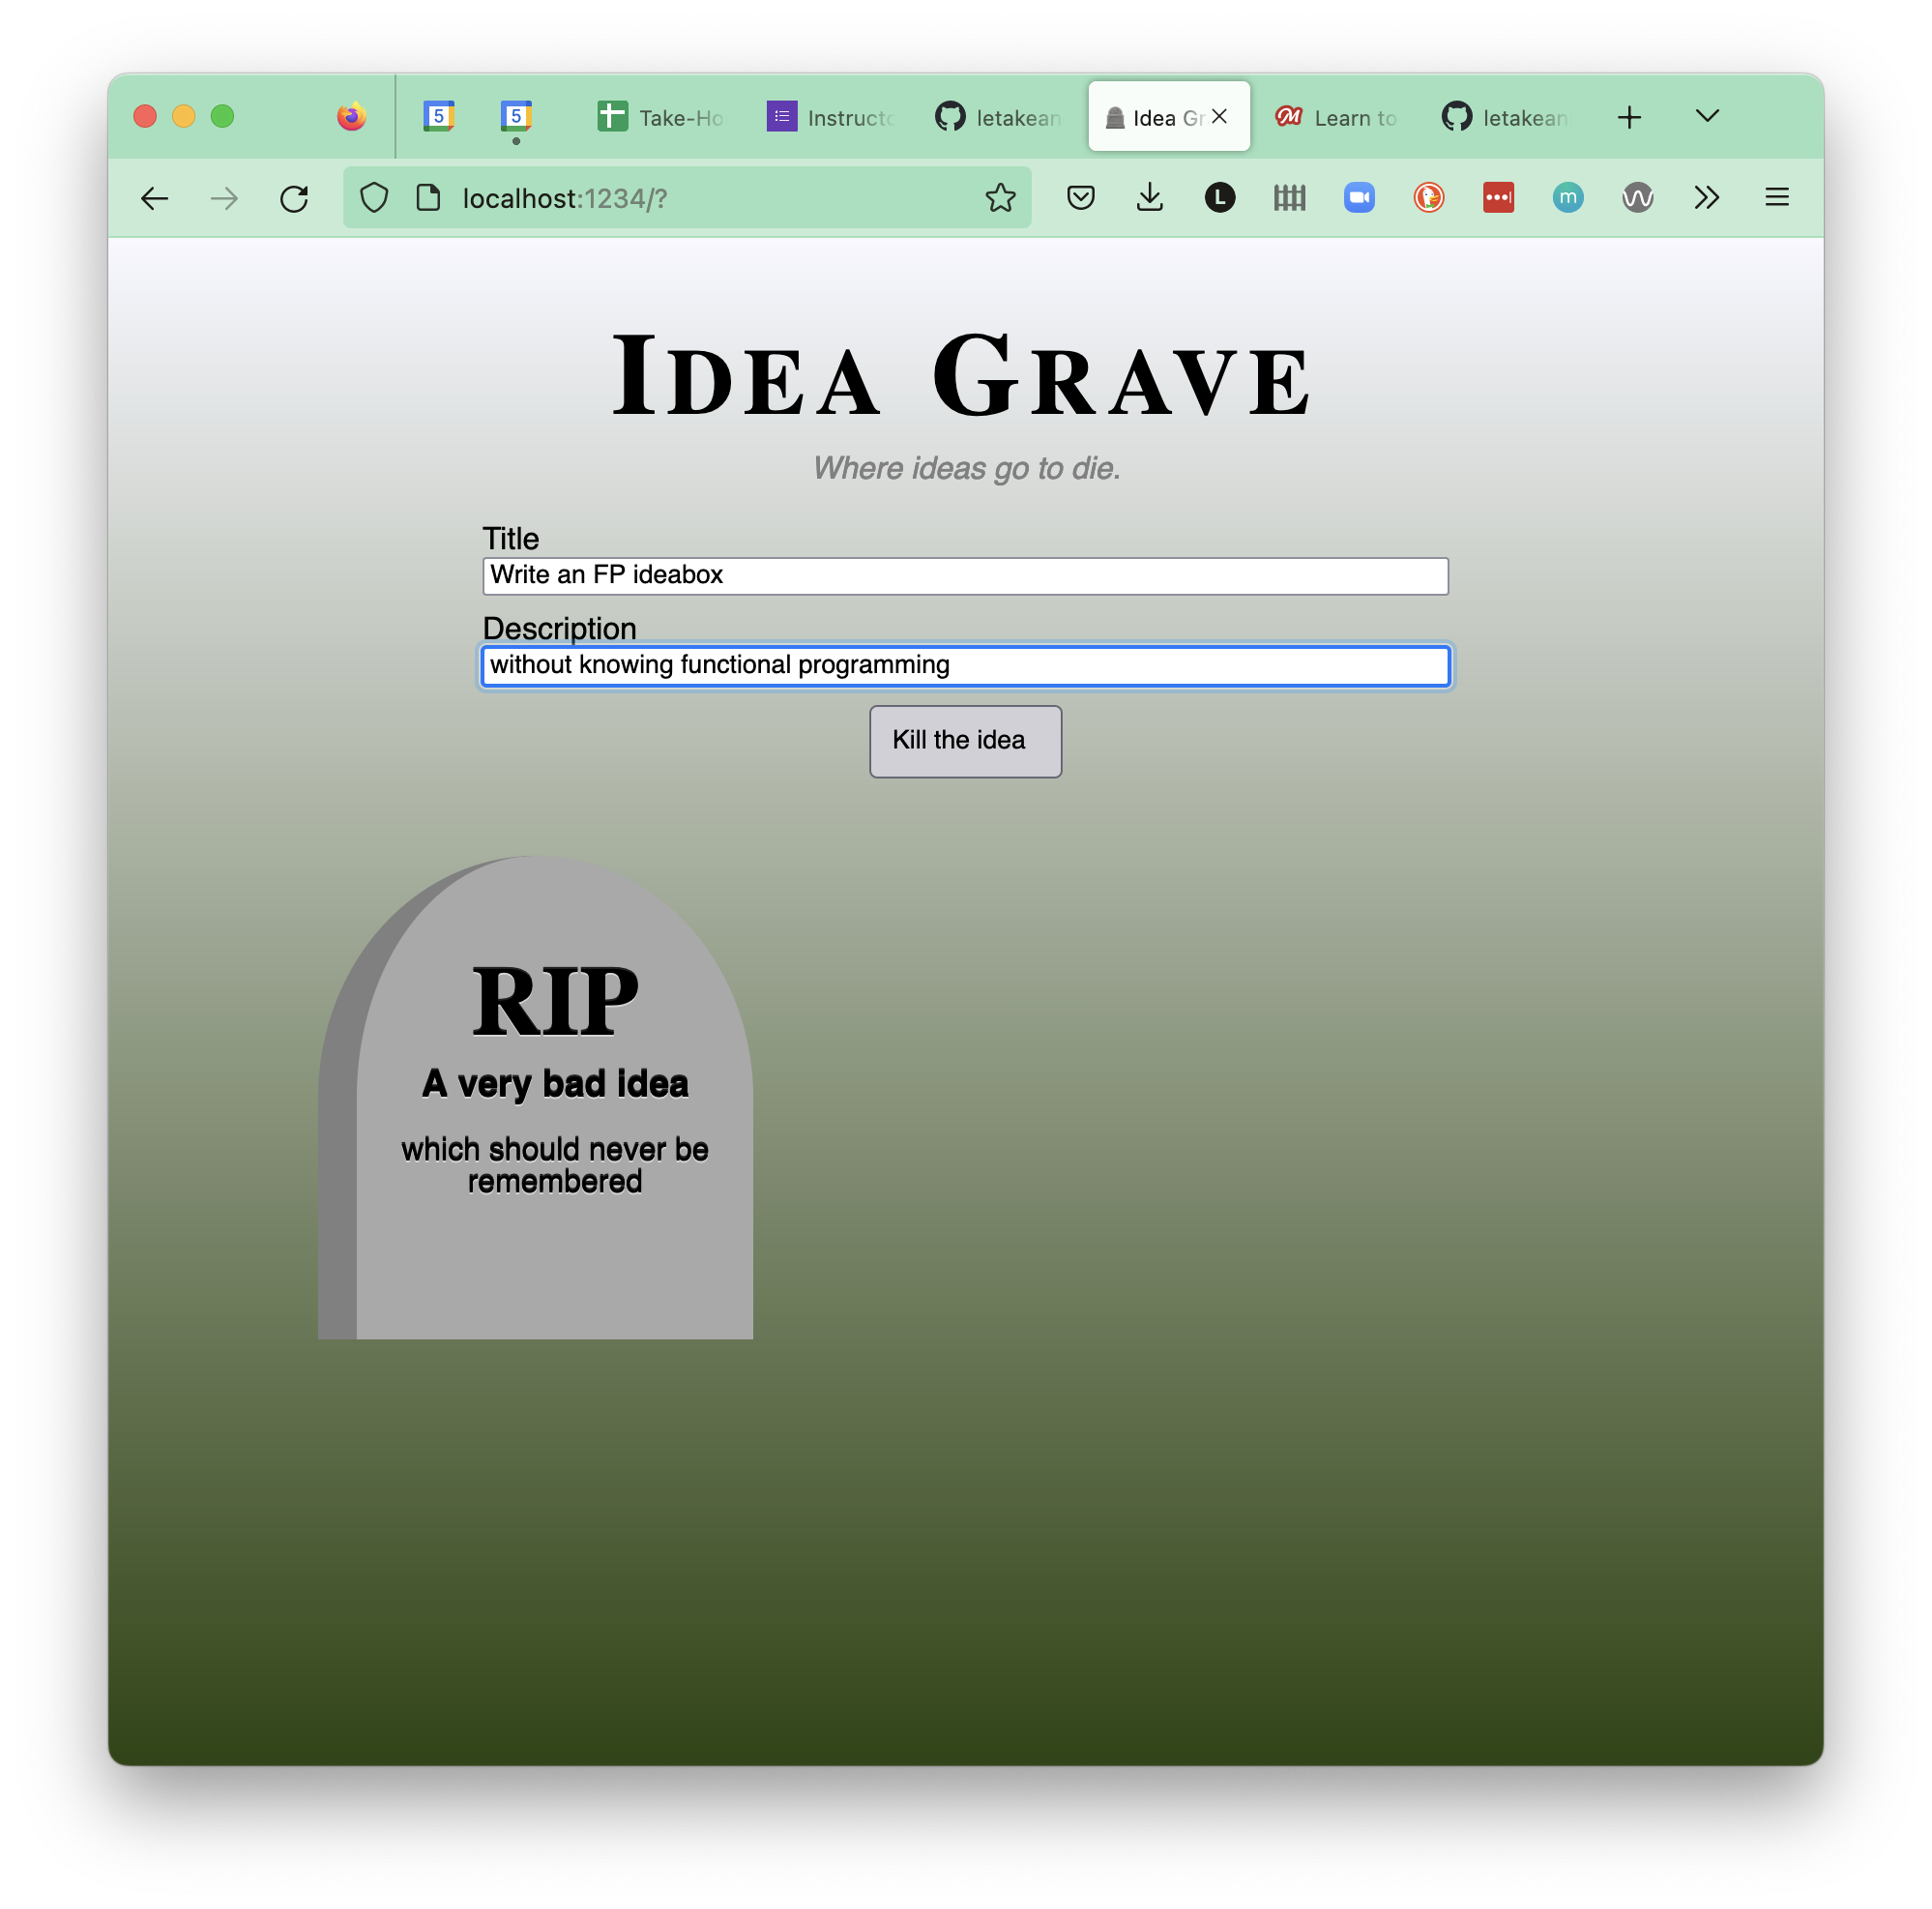 5
5
Take-Ho
Instructo
letakean
Idea Gr
Learn to
letakean
localhost:1234/?
L
m
Idea Grave
Where ideas go to die.
Title
Write an FP ideabox
Description
without knowing functional programming
Kill the idea
RIP
A very bad idea
which should never be
remembered